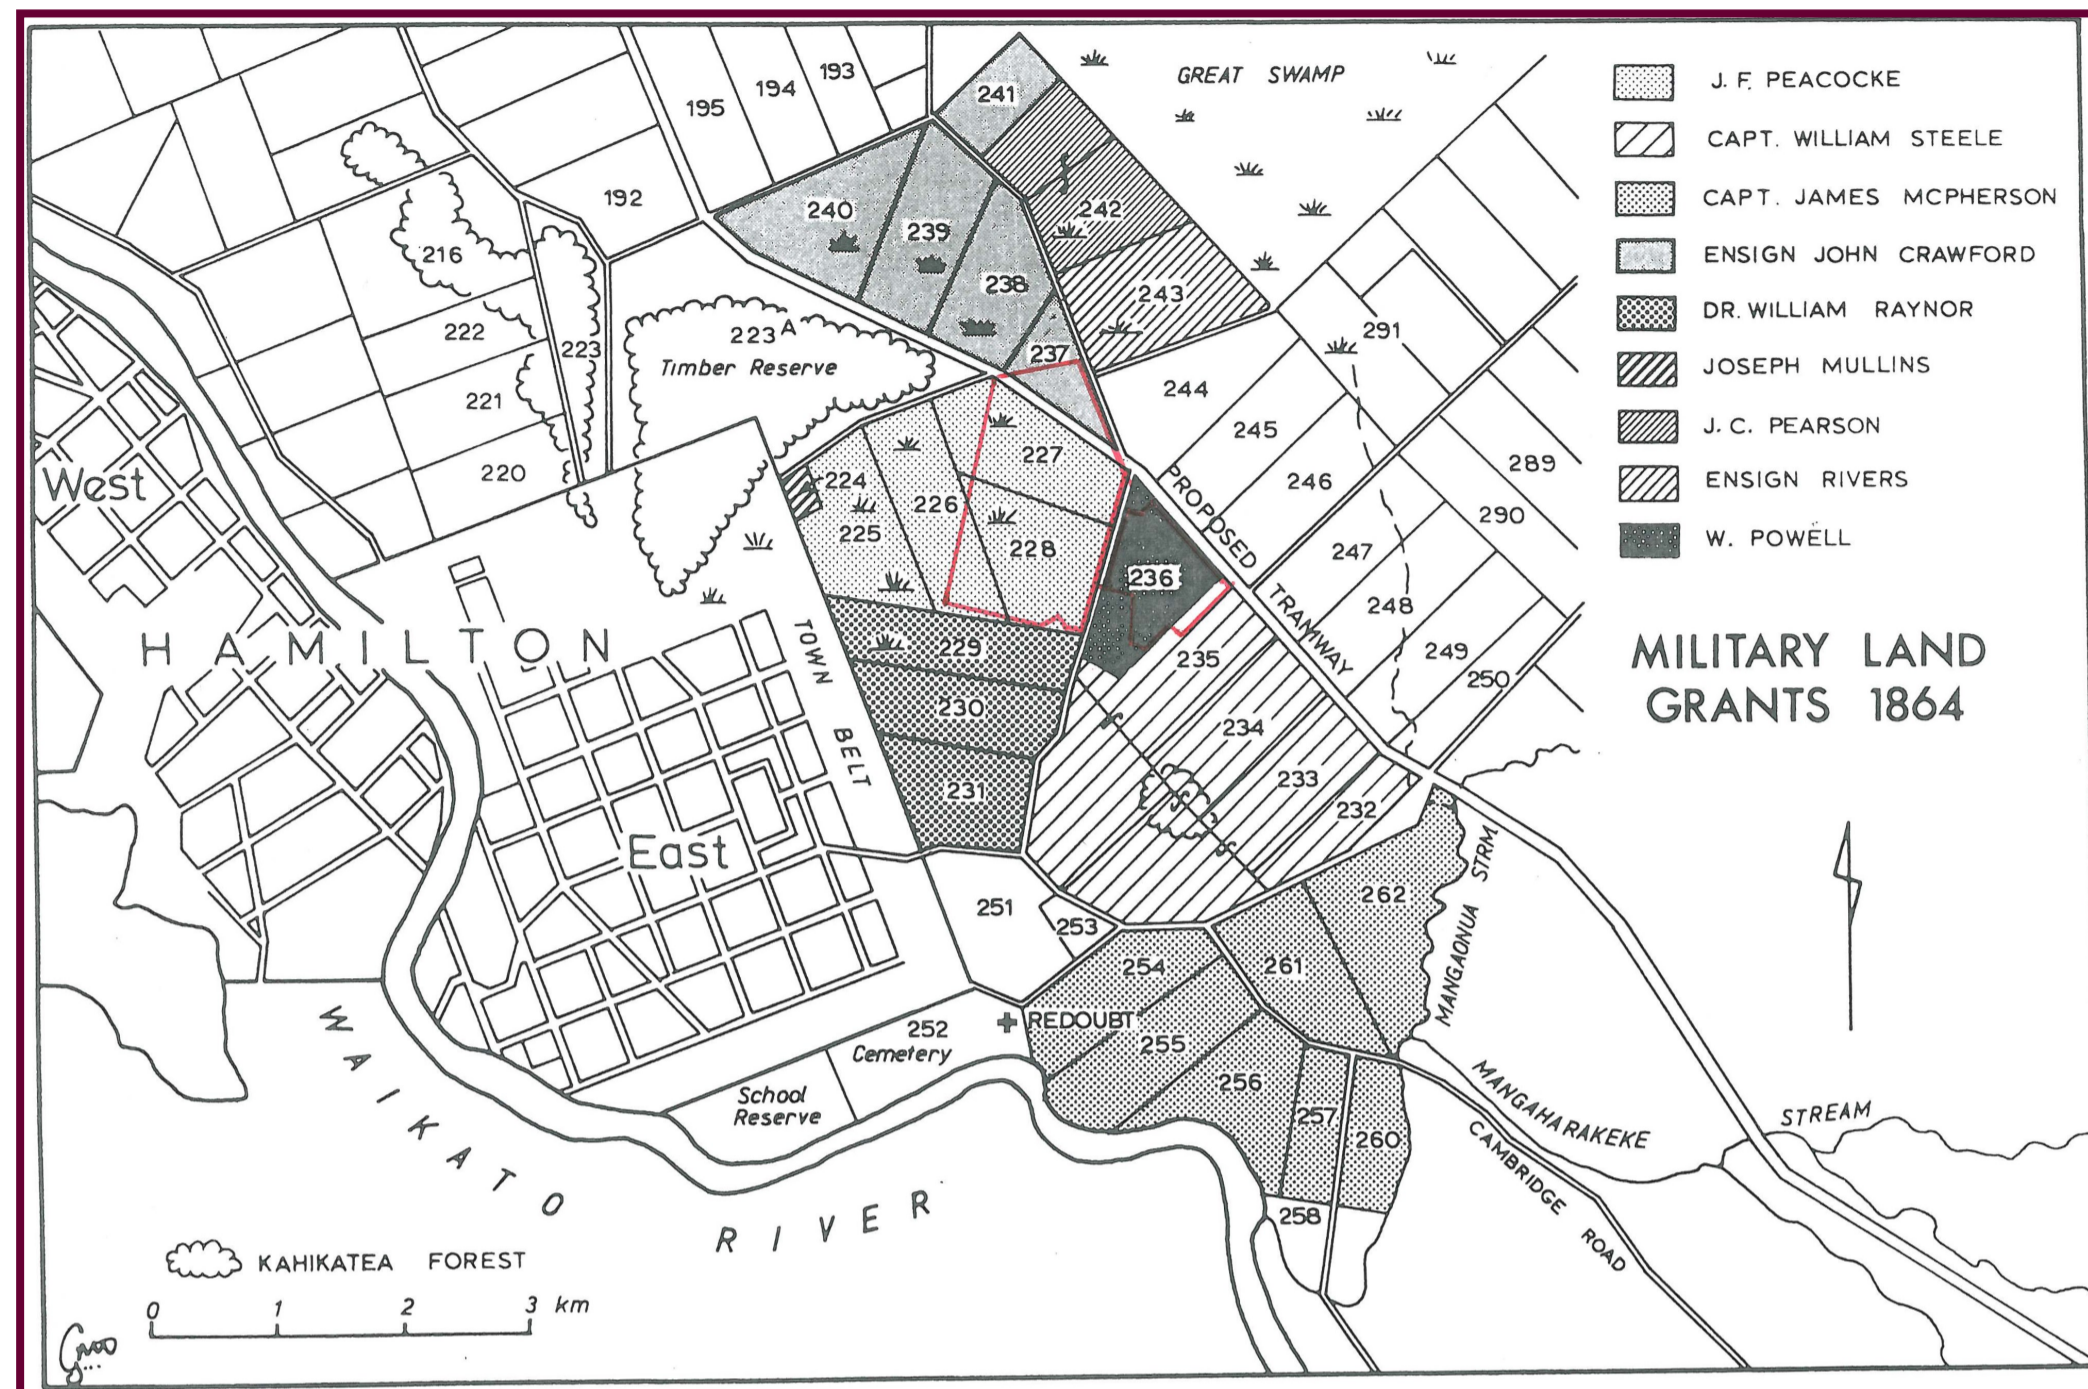 GREAT SWAMP
193
194
195
192
241
240
239
238
237
242
243
216
222
221
220
223
223 A
Timber Reserve
224
225
226
227
228
229
230
231
236
235
234
233
232
244
245
246
247
248
249
250
291
289
290
PROPOSED TRAMWAY
West
HAMILTON
East
TOWN BELT
251
253
254
255
256
257
258
260
261
262
252
Cemetery
School
Reserve
REDOUBT
MANGAONUA STRM
MANGAHARAKEKE STREAM
CAMBRIDGE ROAD
WAIKATO RIVER
J. F. PEACOCKE
CAPT. WILLIAM STEELE
CAPT. JAMES MCPHERSON
ENSIGN JOHN CRAWFORD
DR. WILLIAM RAYNOR
JOSEPH MULLINS
J. C. PEARSON
ENSIGN RIVERS
W. POWELL
MILITARY LAND
GRANTS 1864
KAHIKATEA FOREST
0 1 2 3 km